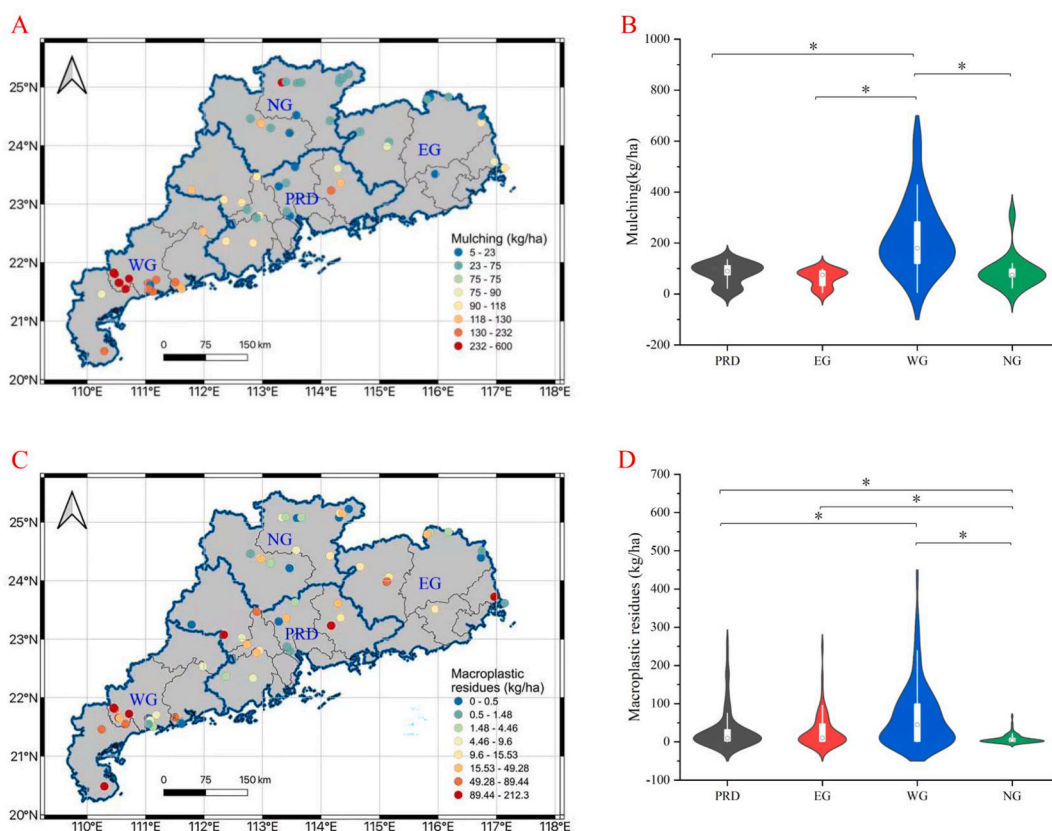 A
25°N
24°N
23°N
22°N
21°N
20°N
110°E 111°E 112°E 113°E 114°E 115°E 116°E 117°E 118°E
NG
EG
PRD
WG
Mulching (kg/ha)
5 - 23
23 - 75
75 - 75
75 - 90
90 - 118
118 - 130
130 - 232
232 - 600
0 75 150 km
B
Mulching(kg/ha)
1000
800
600
400
200
0
-200
* 
*
*
PRD EG WG NG
C
25°N
24°N
23°N
22°N
21°N
20°N
110°E 111°E 112°E 113°E 114°E 115°E 116°E 117°E 118°E
NG
EG
PRD
WG
Macroplastic
residues (kg/ha)
0 - 0.5
0.5 - 1.48
1.48 - 4.46
4.46 - 9.6
9.6 - 15.53
15.53 - 49.28
49.28 - 89.44
89.44 - 212.3
0 75 150 km
D
Macroplastic residues (kg/ha)
700
600
500
400
300
200
100
50
0
-100
*
*
*
*
PRD EG WG NG